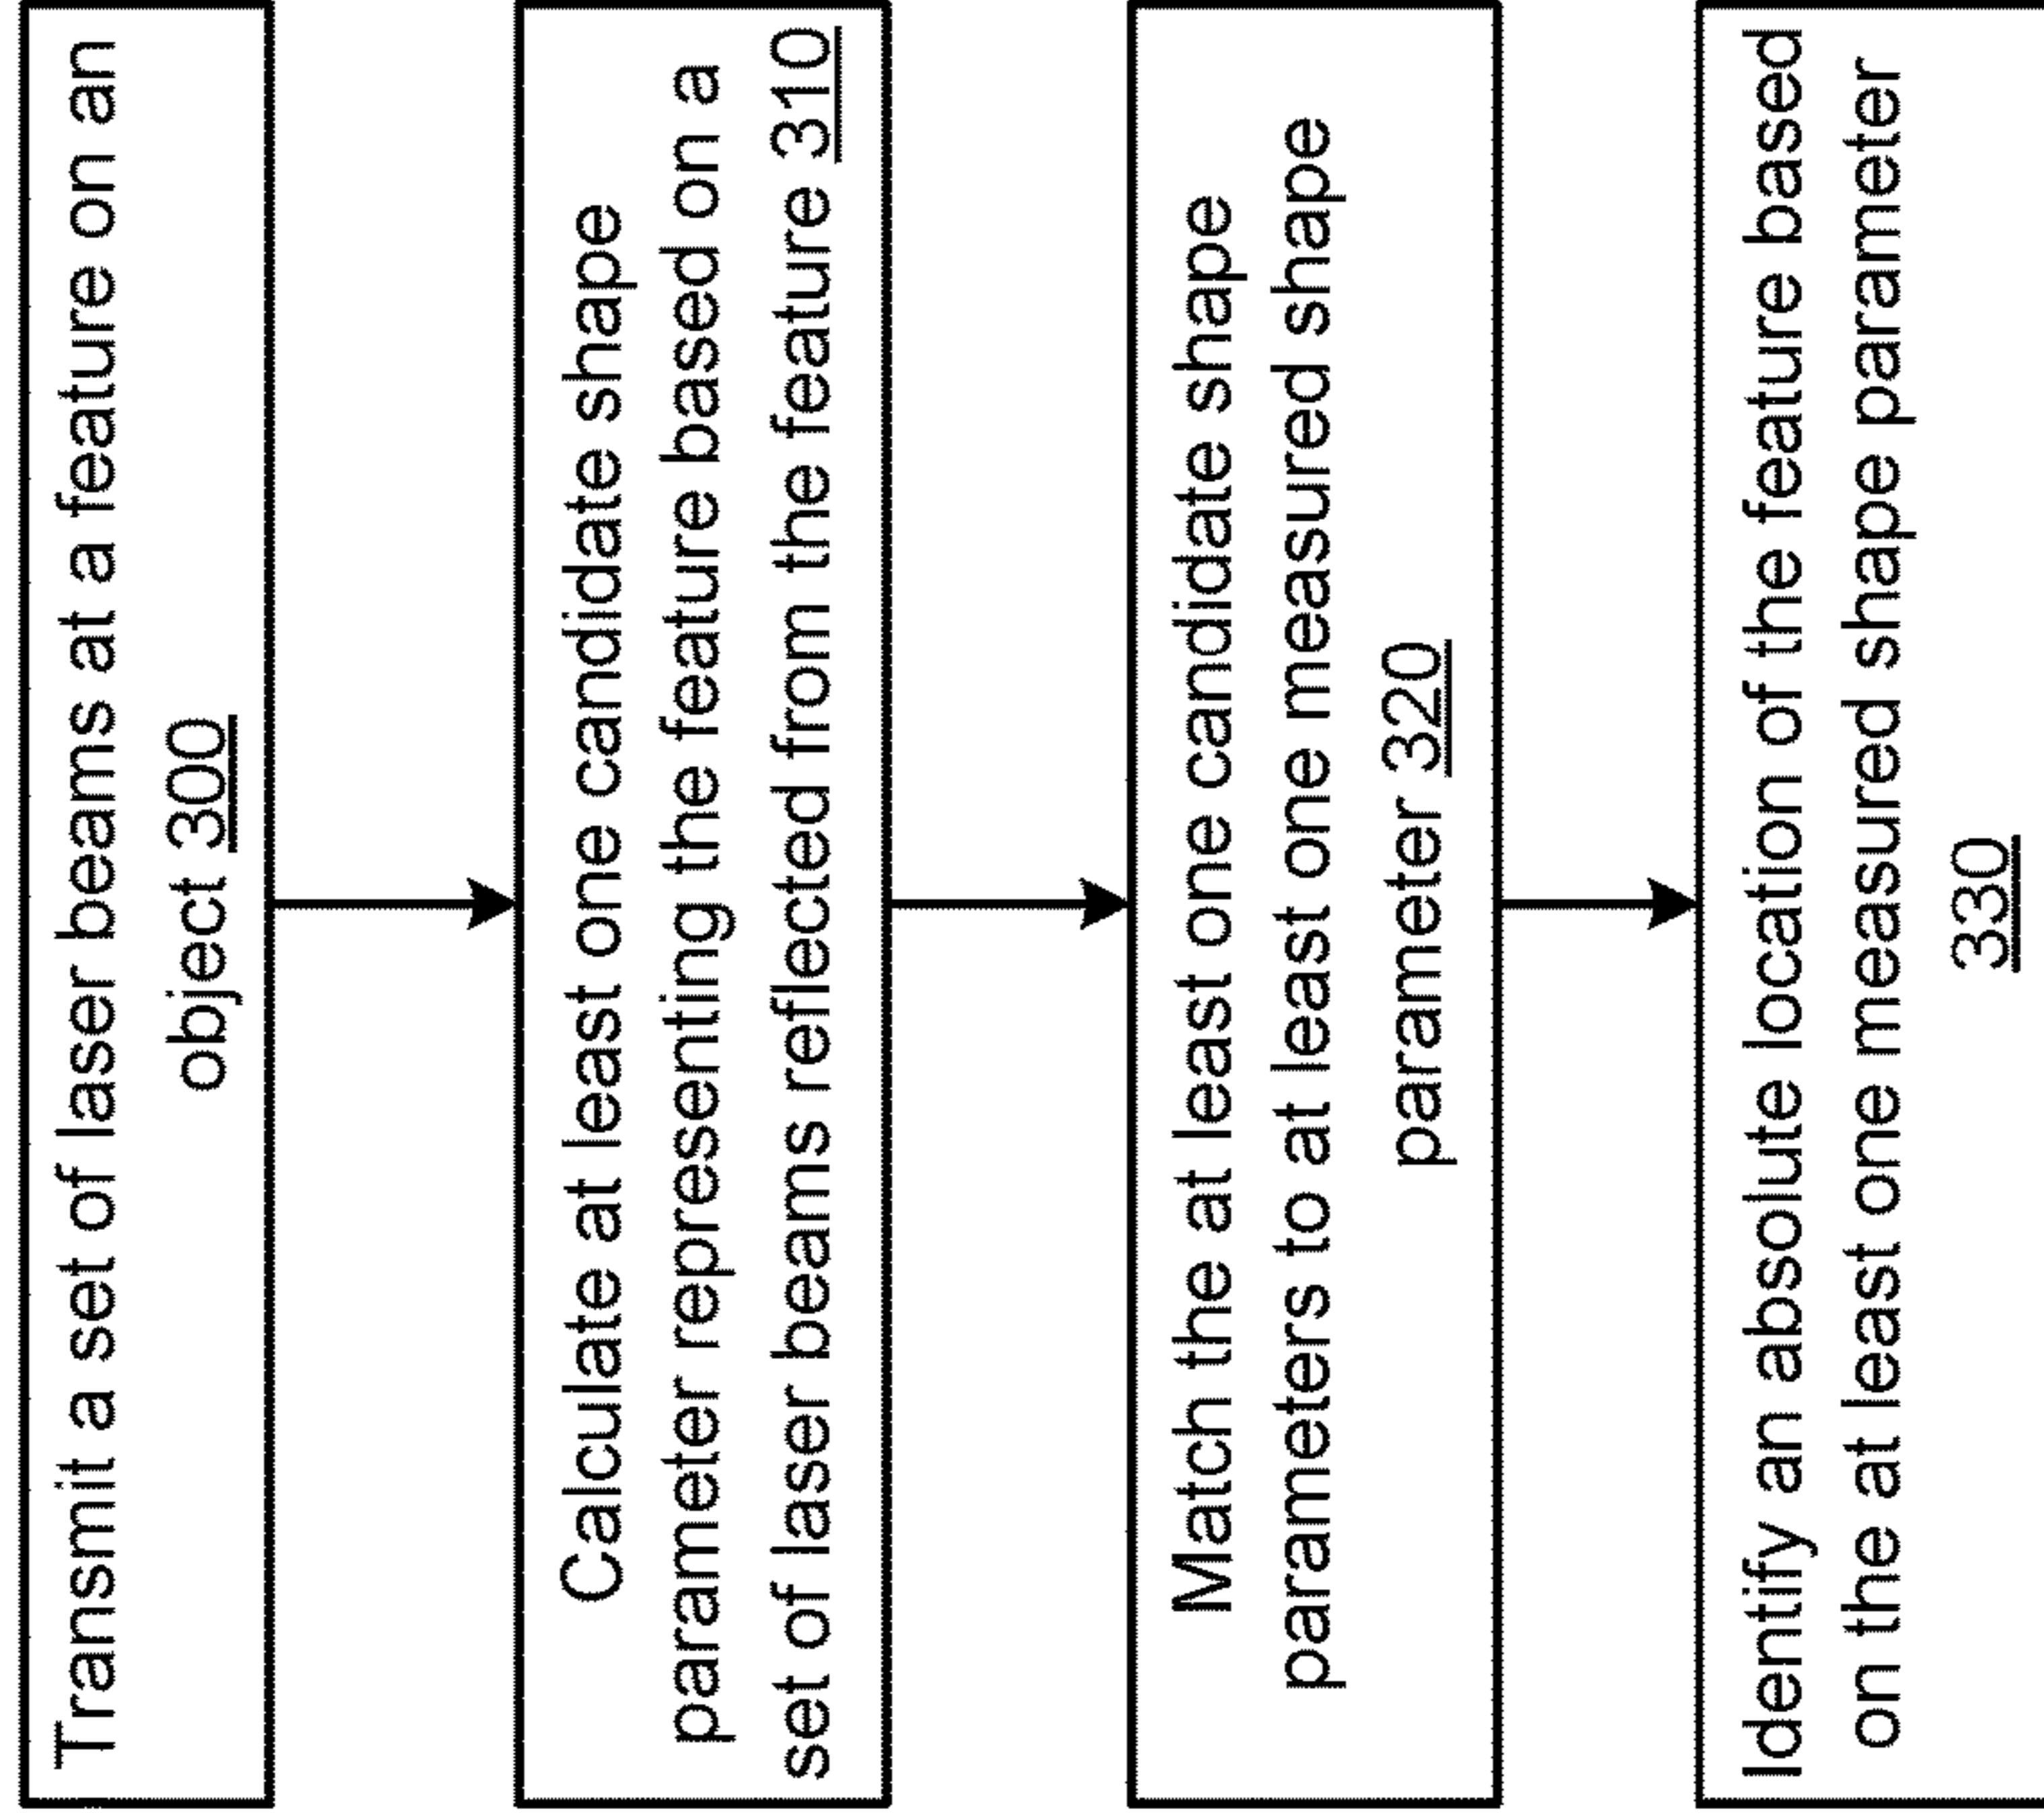 Transmit a set of laser beams at a feature on an
object 300
Calculate at least one candidate shape
parameter representing the feature based on a
set of laser beams reflected from the feature 310
Match the at least one candidate shape
parameters to at least one measured shape
parameter 320
Identify an absolute location of the feature based
on the at least one measured shape parameter
330